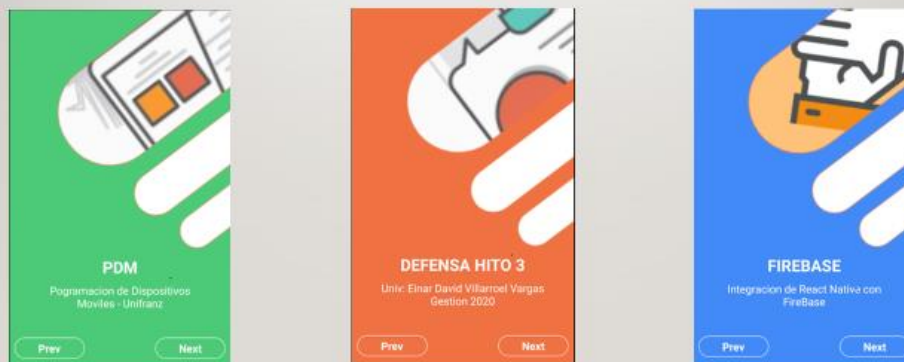 PDM
Pogramacion de Dispositivos
Moviles - Unifranz
Prev
Next
DEFENSA HITO 3
Univ: Einar David Villarroel Vargas
Gestion 2020
Prev
Next
FIREBASE
Integracion de React Native con
FireBase
Prev
Next